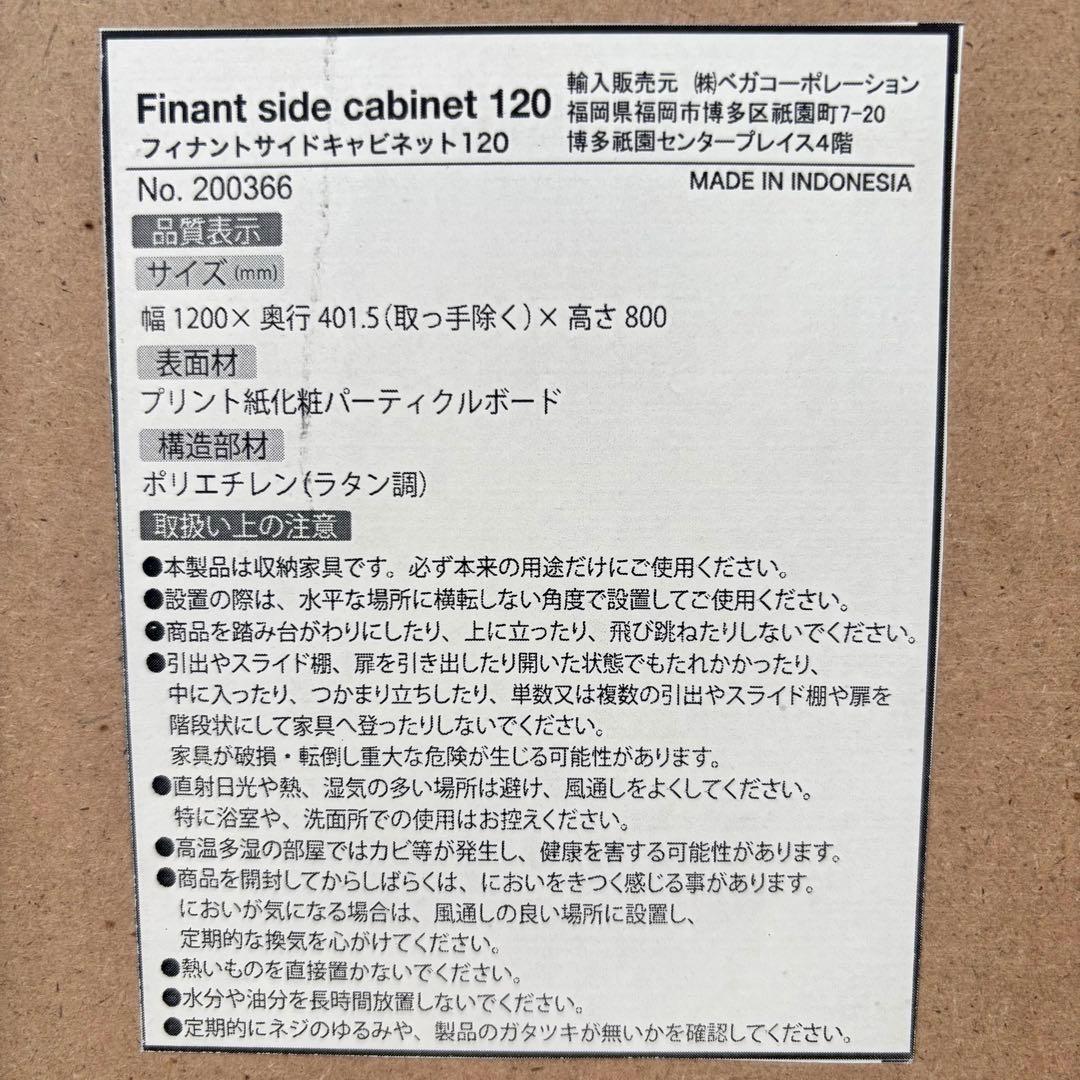 Finant side cabinet 120
フィナントサイドキャビネット120
輸入販売元 ㈱ベガコーポレーション
福岡県福岡市博多区祇園町7-20
博多祇園センタープレイス4階
No. 200366
MADE IN INDONESIA
品質表示
サイズ(mm)
幅1200×奥行401.5(取っ手除く)×高さ800
表面材
プリント紙化粧パーティクルボード
構造部材
ポリエチレン(ラタン調)
取扱い上の注意
●本製品は収納家具です。必ず本来の用途だけにご使用ください。
●設置の際は、水平な場所に横転しない角度で設置してご使用ください。
●商品を踏み台がわりにしたり、上に立ったり、飛び跳ねたりしないでください。
●引出やスライド棚、扉を引き出したり開いた状態でもたれかかったり、
中に入ったり、つかまり立ちしたり、単数又は複数の引出やスライド棚や扉を
階段状にして家具へ登ったりしないでください。
家具が破損・転倒し重大な危険が生じる可能性があります。
●直射日光や熱、湿気の多い場所は避け、風通しをよくしてください。
特に浴室や、洗面所での使用はお控えください。
●高温多湿の部屋ではカビ等が発生し、健康を害する可能性があります。
●商品を開封してからしばらくは、においをきつく感じる事があります。
においが気になる場合は、風通しの良い場所に設置し、
定期的な換気を心がけてください。
●熱いものを直接置かないでください。
●水分や油分を長時間放置しないでください。
●定期的にネジのゆるみや、製品のガタツキが無いかを確認してください。